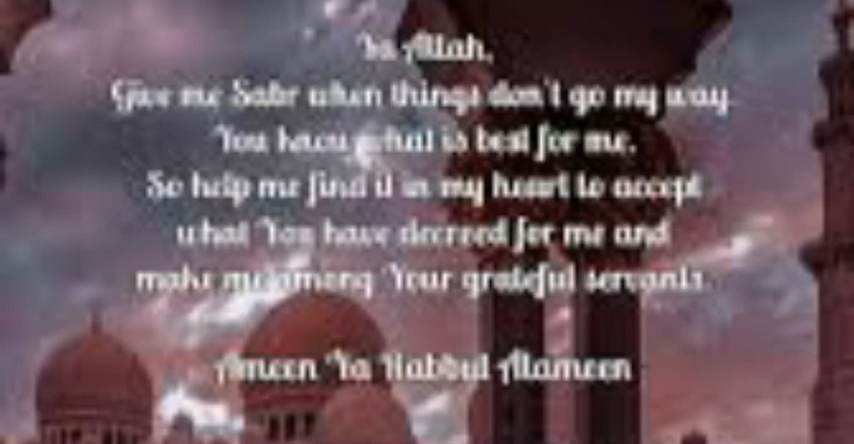 Ya Allah,
Give me Sabr when things don't go my way.
You know what is best for me.
So help me find it in my heart to accept
what You have decreed for me and
make me among Your grateful servants.
Ameen Ya Rabbul Alameen